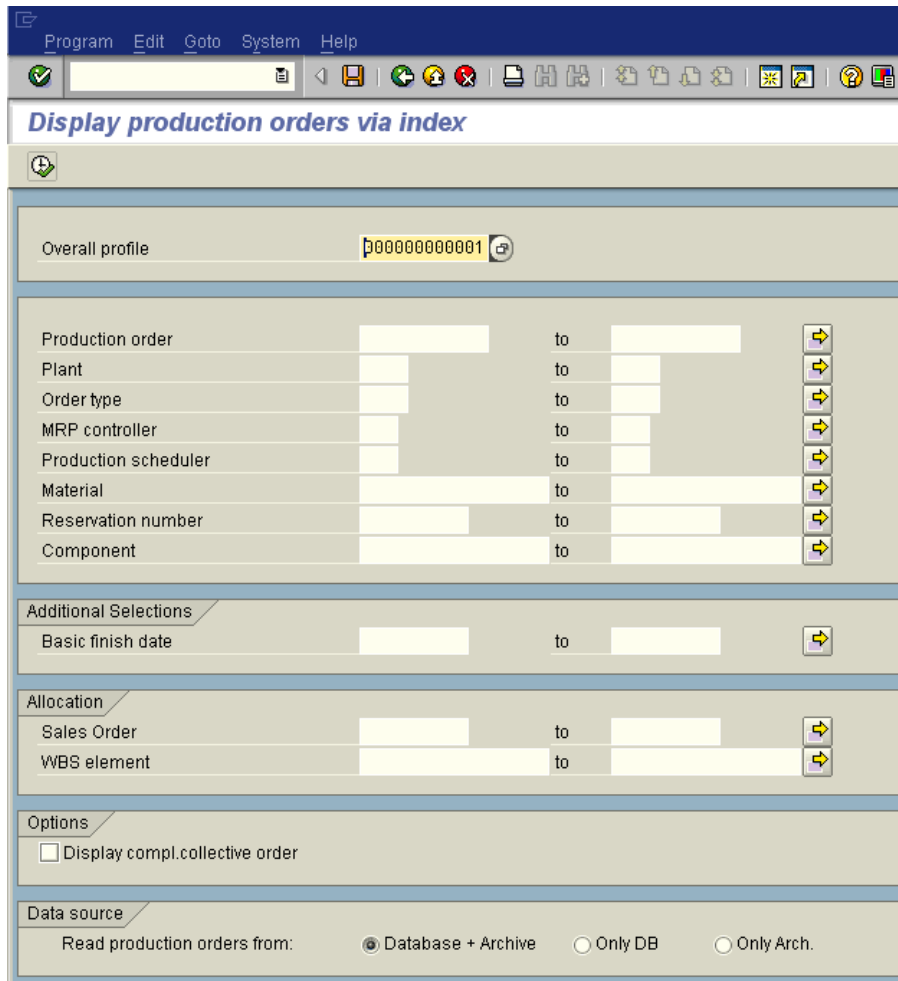 Program Edit Goto System Help
Display production orders via index
Overall profile 000000000001
Production order to
Plant to
Order type to
MRP controller to
Production scheduler to
Material to
Reservation number to
Component to
Additional Selections
Basic finish date to
Allocation
Sales Order to
WBS element to
Options
Display compl.collective order
Data source
Read production orders from: Database + Archive Only DB Only Arch.